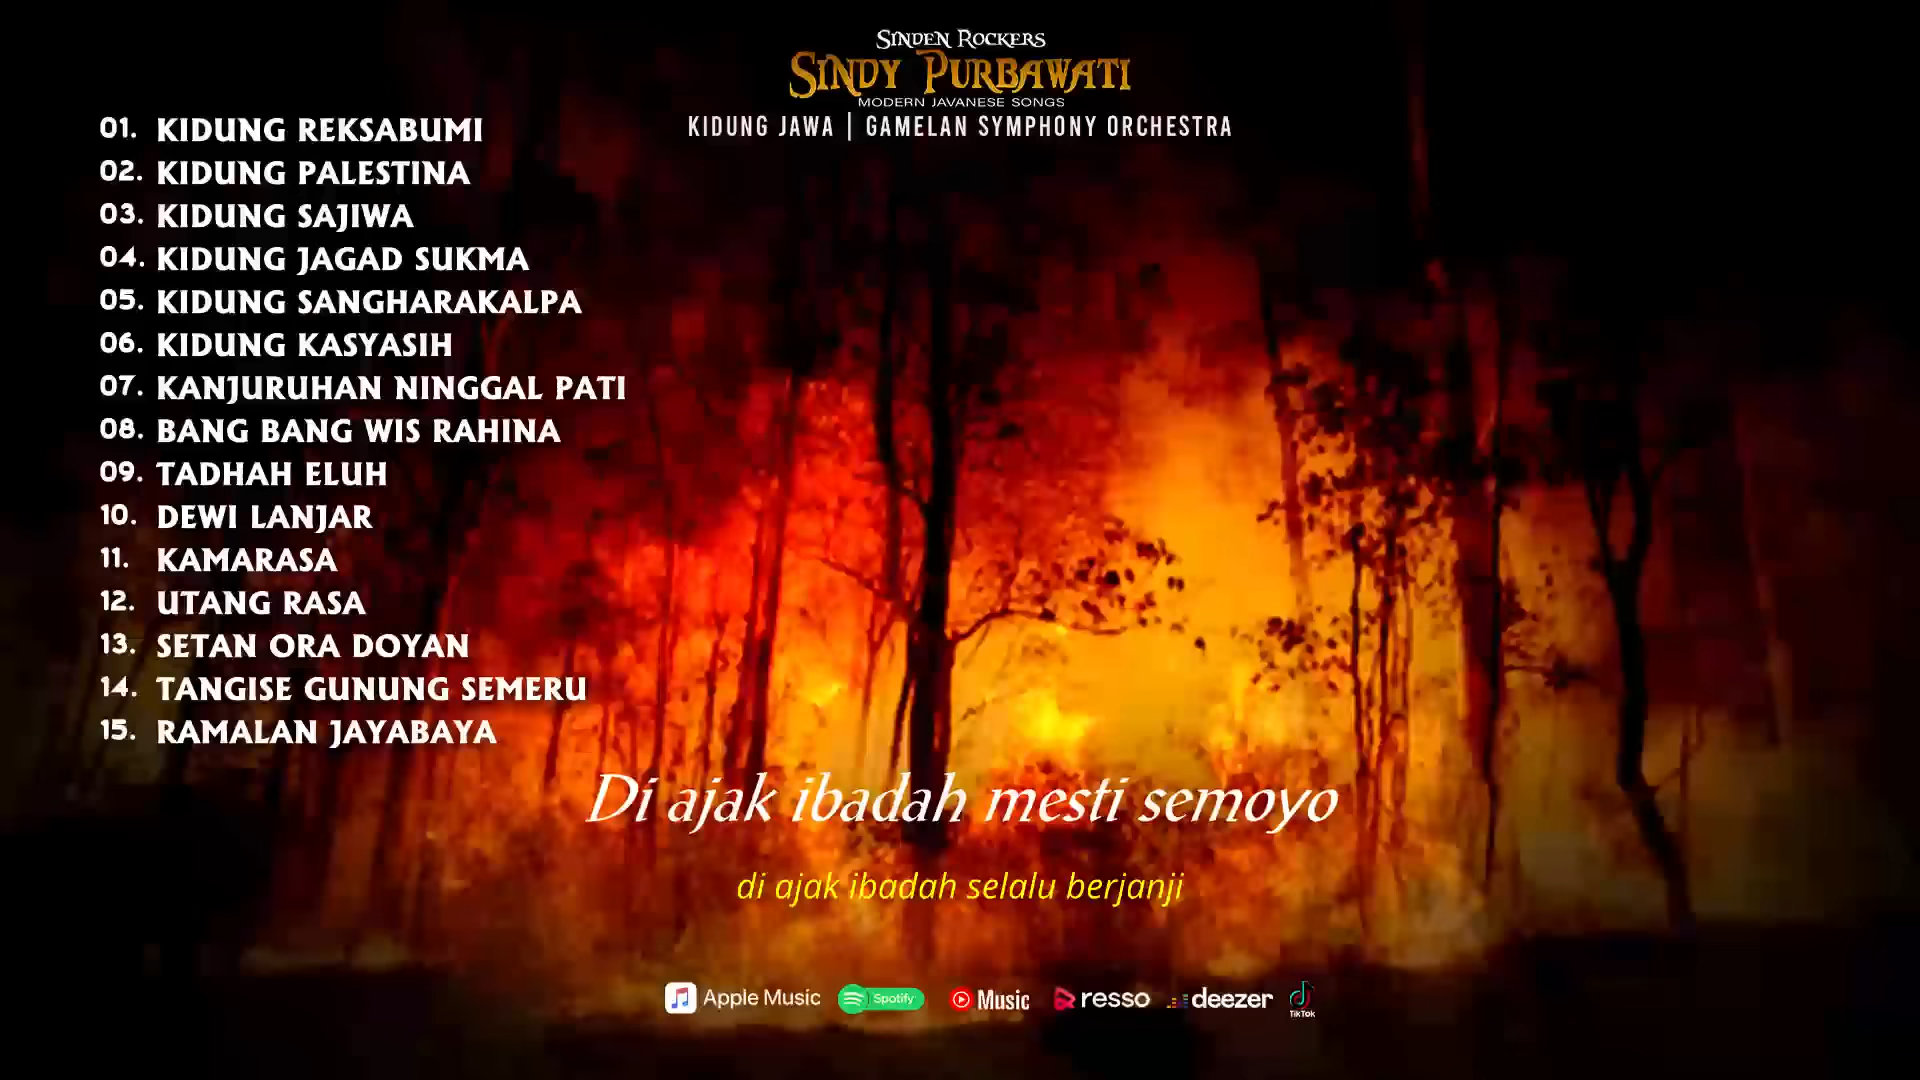 SINDEN ROCKERS
SINDY PURBAWATI
MODERN JAVANESE SONGS
KIDUNG JAWA | GAMELAN SYMPHONY ORCHESTRA
01. KIDUNG REKSABUMI
02. KIDUNG PALESTINA
03. KIDUNG SAJIWA
04. KIDUNG JAGAD SUKMA
05. KIDUNG SANGHARAKALPA
06. KIDUNG KASYASIH
07. KANJURUHAN NINGGAL PATI
08. BANG BANG WIS RAHINA
09. TADHAH ELUH
10. DEWI LANJAR
11. KAMARASA
12. UTANG RASA
13. SETAN ORA DOYAN
14. TANGISE GUNUNG SEMERU
15. RAMALAN JAYABAYA
Di ajak ibadah mesti semoyo
di ajak ibadah selalu berjanji
Apple Music Spotify Music resso deezer TikTok